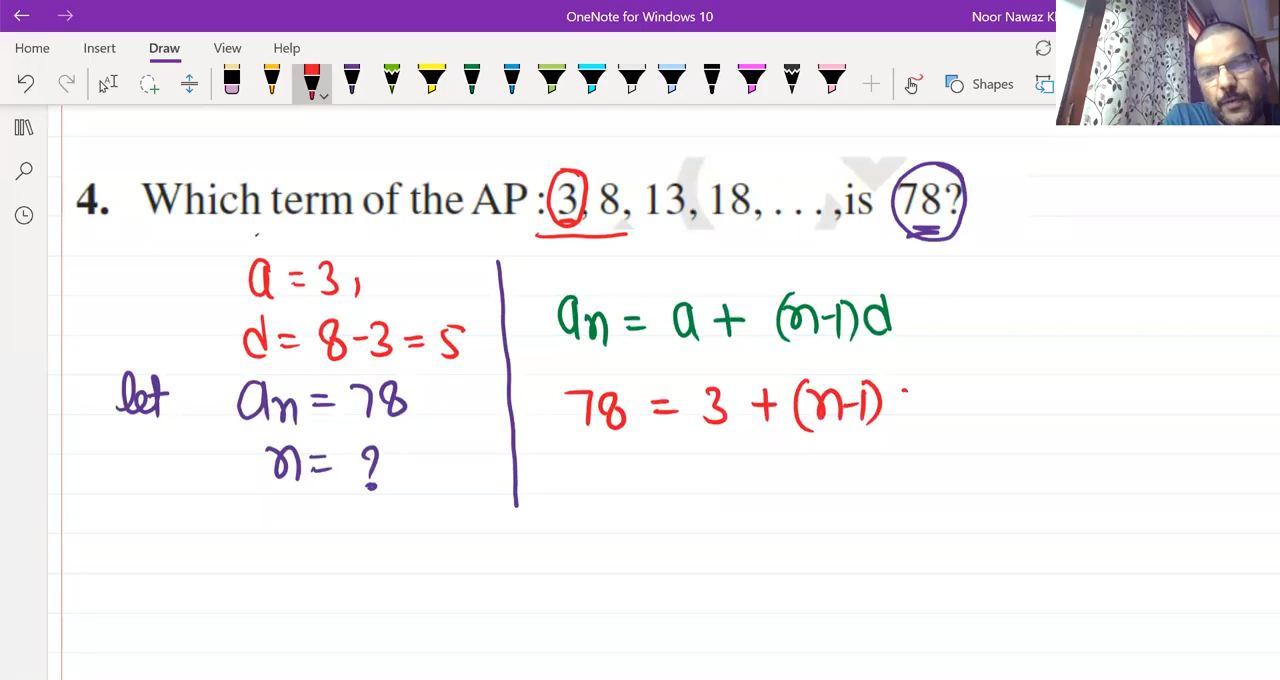 OneNote for Windows 10
Noor Nawaz
Home Insert Draw View Help
Shapes
4. Which term of the AP : 3, 8, 13, 18, . . . ,is 78?
a = 3,
d = 8-3 = 5
let an = 78
n = ?
an = a + (n-1)d
78 = 3 + (n-1) ·